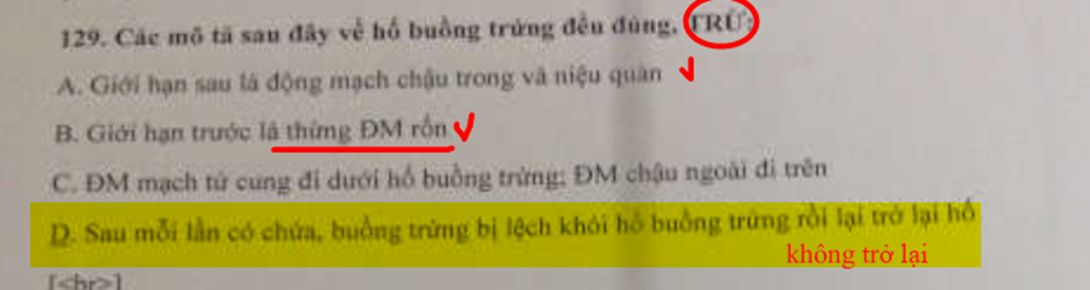 129. Các mô tả sau đây về hố buồng trứng đều đúng, TRỪ:
A. Giới hạn sau là động mạch chậu trong và niệu quản
B. Giới hạn trước là thừng ĐM rốn
C. ĐM mạch tử cung đi dưới hố buồng trứng; ĐM chậu ngoài đi trên
D. Sau mỗi lần có chửa, buồng trứng bị lệch khỏi hố buồng trứng rồi lại trở lại hố
không trở lại
[<br>]